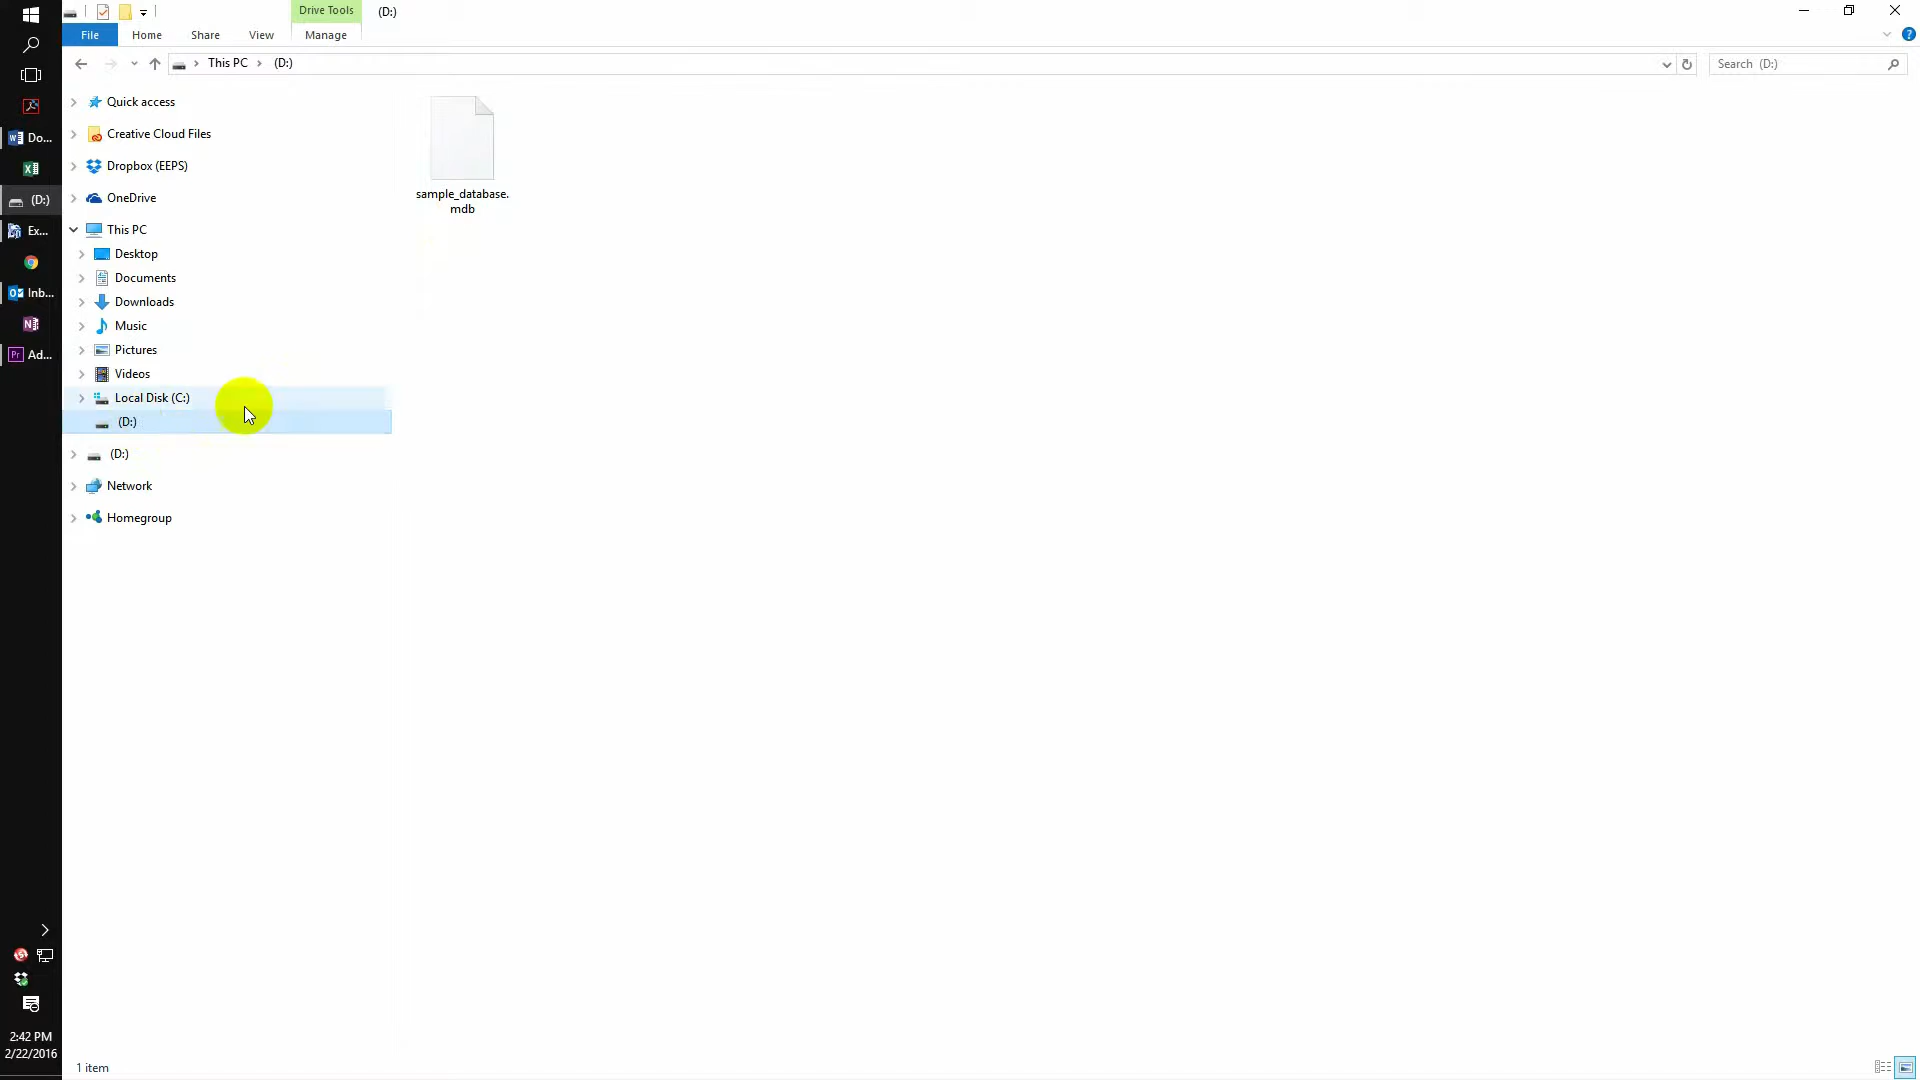 Drive Tools
(D:)
File
Home
Share
View
Manage
?
This PC
(D:)
Search (D:)
Quick access
Creative Cloud Files
Dropbox (EEPS)
OneDrive
This PC
Desktop
Documents
Downloads
Music
Pictures
Videos
Local Disk (C:)
(D:)
(D:)
Network
Homegroup
sample_database.
mdb
Do...
(D:)
Ex...
Inb...
Pr Ad...
2:42 PM
2/22/2016
1 item